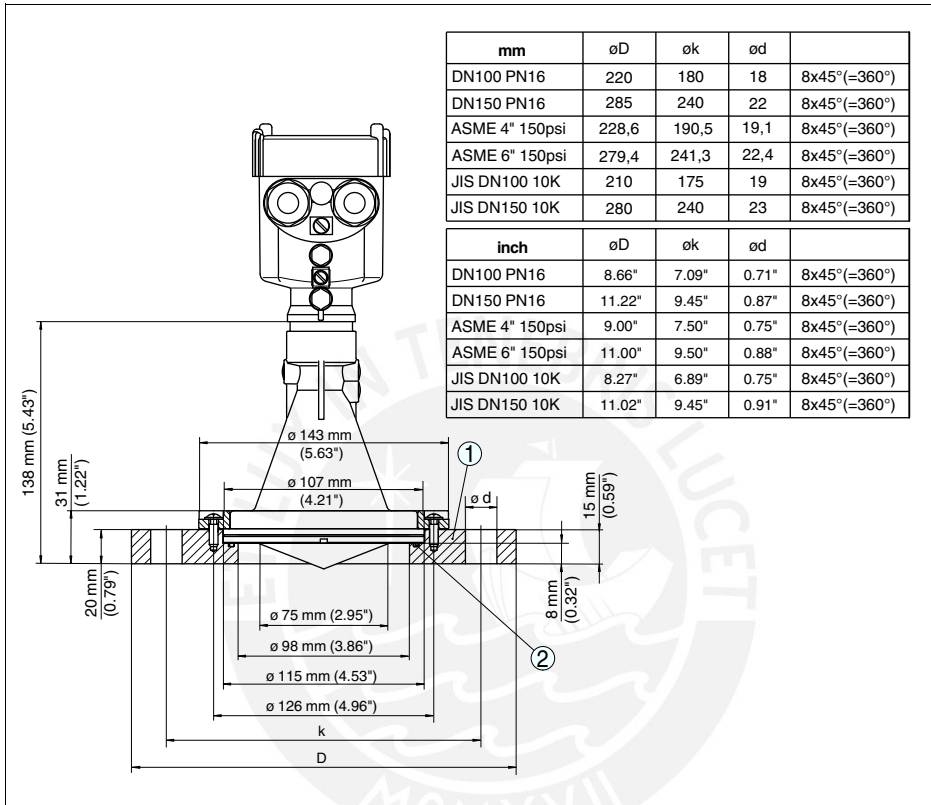 mm øD øk ød
DN100 PN16 220 180 18 8x45°(=360°)
DN150 PN16 285 240 22 8x45°(=360°)
ASME 4" 150psi 228,6 190,5 19,1 8x45°(=360°)
ASME 6" 150psi 279,4 241,3 22,4 8x45°(=360°)
JIS DN100 10K 210 175 19 8x45°(=360°)
JIS DN150 10K 280 240 23 8x45°(=360°)
inch øD øk ød
DN100 PN16 8.66" 7.09" 0.71" 8x45°(=360°)
DN150 PN16 11.22" 9.45" 0.87" 8x45°(=360°)
ASME 4" 150psi 9.00" 7.50" 0.75" 8x45°(=360°)
ASME 6" 150psi 11.00" 9.50" 0.88" 8x45°(=360°)
JIS DN100 10K 8.27" 6.89" 0.75" 8x45°(=360°)
JIS DN150 10K 11.02" 9.45" 0.91" 8x45°(=360°)
138 mm (5.43")
31 mm
(1.22")
20 mm
(0.79")
ø 143 mm
(5.63")
ø 107 mm
(4.21")
1
ø d
15 mm
(0.59")
8 mm
(0.32")
2
ø 75 mm (2.95")
ø 98 mm (3.86")
ø 115 mm (4.53")
ø 126 mm (4.96")
k
D
ET LUX IN TENEBRIS LUCET
MCMXVII